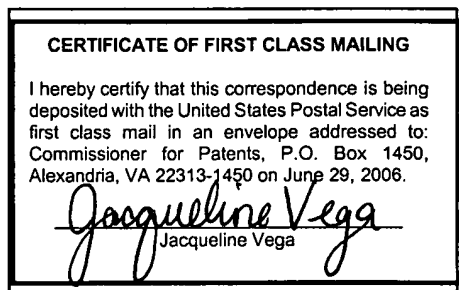 CERTIFICATE OF FIRST CLASS MAILING
I hereby certify that this correspondence is being
deposited with the United States Postal Service as
first class mail in an envelope addressed to:
Commissioner for Patents, P.O. Box 1450,
Alexandria, VA 22313-1450 on June 29, 2006.
Jacqueline Vega
Jacqueline Vega